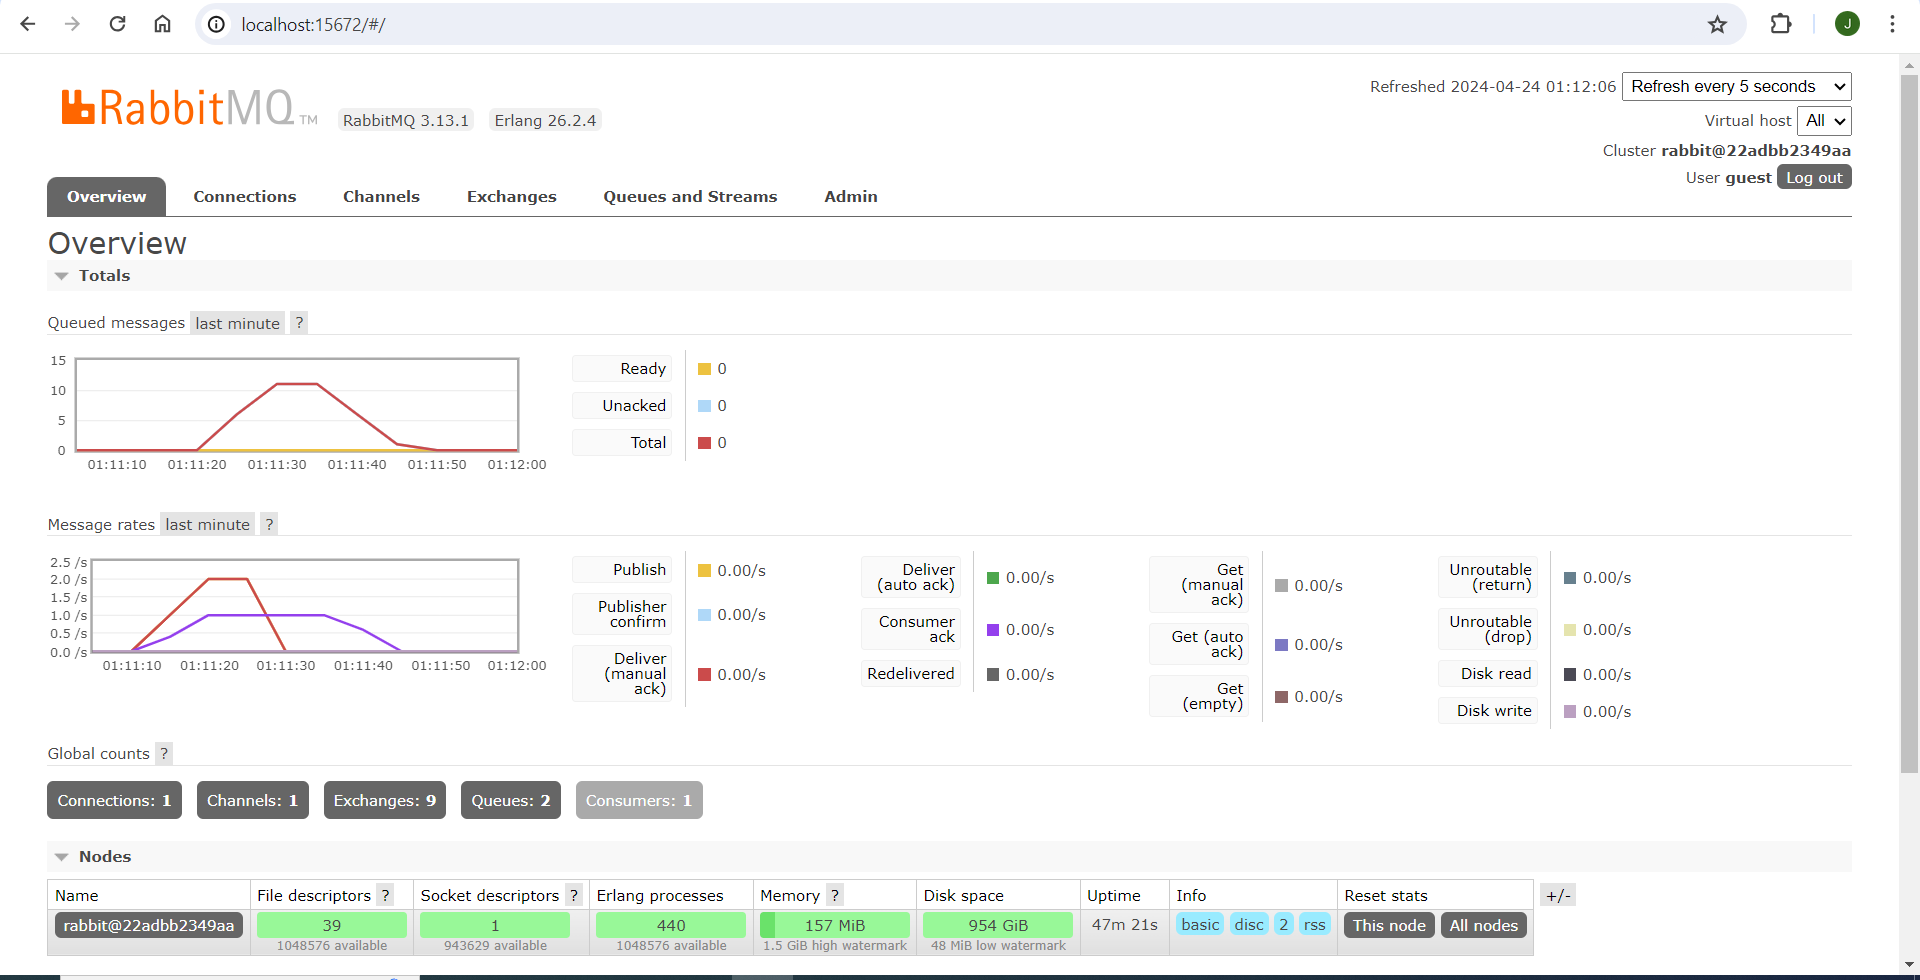 localhost:15672/#/
J
RabbitMQ TM
RabbitMQ 3.13.1 Erlang 26.2.4
Refreshed 2024-04-24 01:12:06 Refresh every 5 seconds
Virtual host All
Cluster rabbit@22adbb2349aa
User guest Log out
Overview Connections Channels Exchanges Queues and Streams Admin
Overview
Totals
Queued messages last minute ?
15
10
5
0
01:11:10 01:11:20 01:11:30 01:11:40 01:11:50 01:12:00
Ready 0
Unacked 0
Total 0
Message rates last minute ?
2.5 /s
2.0 /s
1.5 /s
1.0 /s
0.5 /s
0.0 /s
01:11:10 01:11:20 01:11:30 01:11:40 01:11:50 01:12:00
Publish 0.00/s
Publisher
confirm 0.00/s
Deliver
(manual
ack) 0.00/s
Deliver
(auto ack) 0.00/s
Consumer
ack 0.00/s
Redelivered 0.00/s
Get
(manual
ack) 0.00/s
Get (auto
ack) 0.00/s
Get
(empty) 0.00/s
Unroutable
(return) 0.00/s
Unroutable
(drop) 0.00/s
Disk read 0.00/s
Disk write 0.00/s
Global counts ?
Connections: 1 Channels: 1 Exchanges: 9 Queues: 2 Consumers: 1
Nodes
Name File descriptors ? Socket descriptors ? Erlang processes Memory ? Disk space Uptime Info Reset stats +/-
rabbit@22adbb2349aa 39 1 440 157 MiB 954 GiB 47m 21s basic disc 2 rss This node All nodes
1048576 available 943629 available 1048576 available 1.5 GiB high watermark 48 MiB low watermark